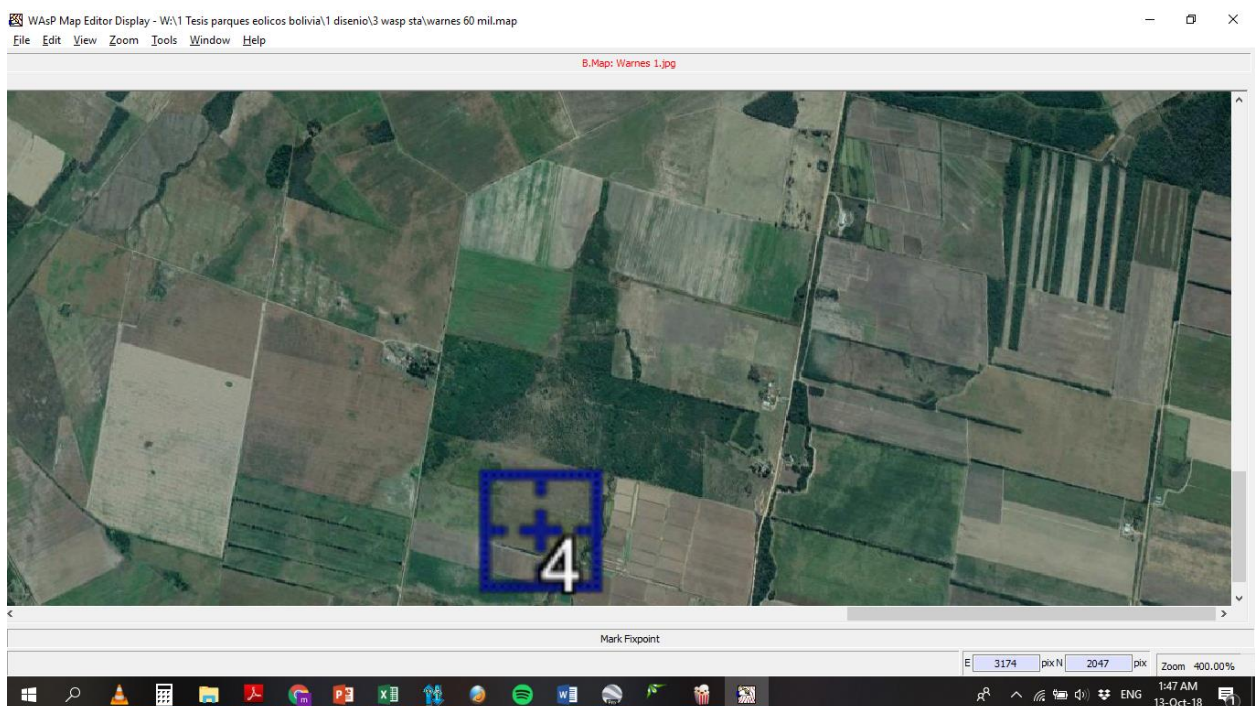 WAsP Map Editor Display - W:\1 Tesis parques eolicos bolivia\1 disenio\3 wasp sta\warnes 60 mil.map
File Edit View Zoom Tools Window Help
B.Map: Warnes 1.jpg
4
Mark Fixpoint
E 3174 pix N 2047 pix Zoom 400.00%
ENG 1:47 AM
13-Oct-18